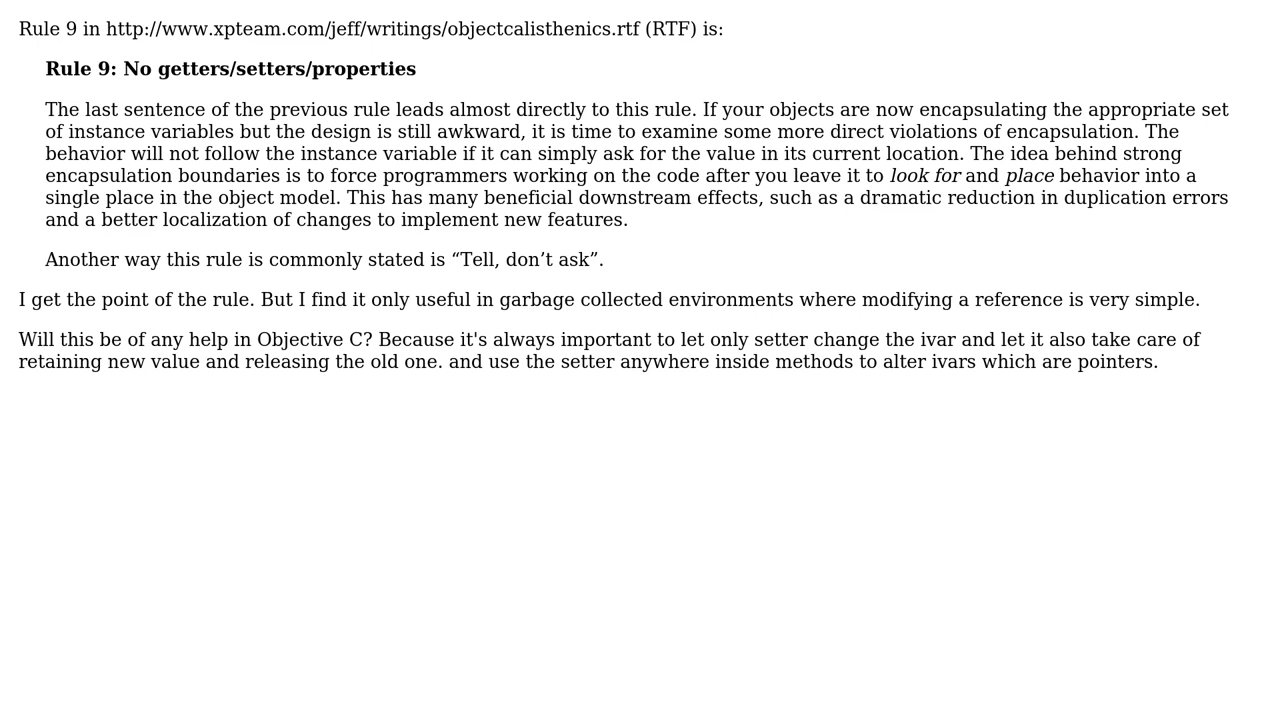 Rule 9 in http://www.xpteam.com/jeff/writings/objectcalisthenics.rtf (RTF) is:
Rule 9: No getters/setters/properties
The last sentence of the previous rule leads almost directly to this rule. If your objects are now encapsulating the appropriate set
of instance variables but the design is still awkward, it is time to examine some more direct violations of encapsulation. The
behavior will not follow the instance variable if it can simply ask for the value in its current location. The idea behind strong
encapsulation boundaries is to force programmers working on the code after you leave it to look for and place behavior into a
single place in the object model. This has many beneficial downstream effects, such as a dramatic reduction in duplication errors
and a better localization of changes to implement new features.
Another way this rule is commonly stated is “Tell, don’t ask”.
I get the point of the rule. But I find it only useful in garbage collected environments where modifying a reference is very simple.
Will this be of any help in Objective C? Because it's always important to let only setter change the ivar and let it also take care of
retaining new value and releasing the old one. and use the setter anywhere inside methods to alter ivars which are pointers.